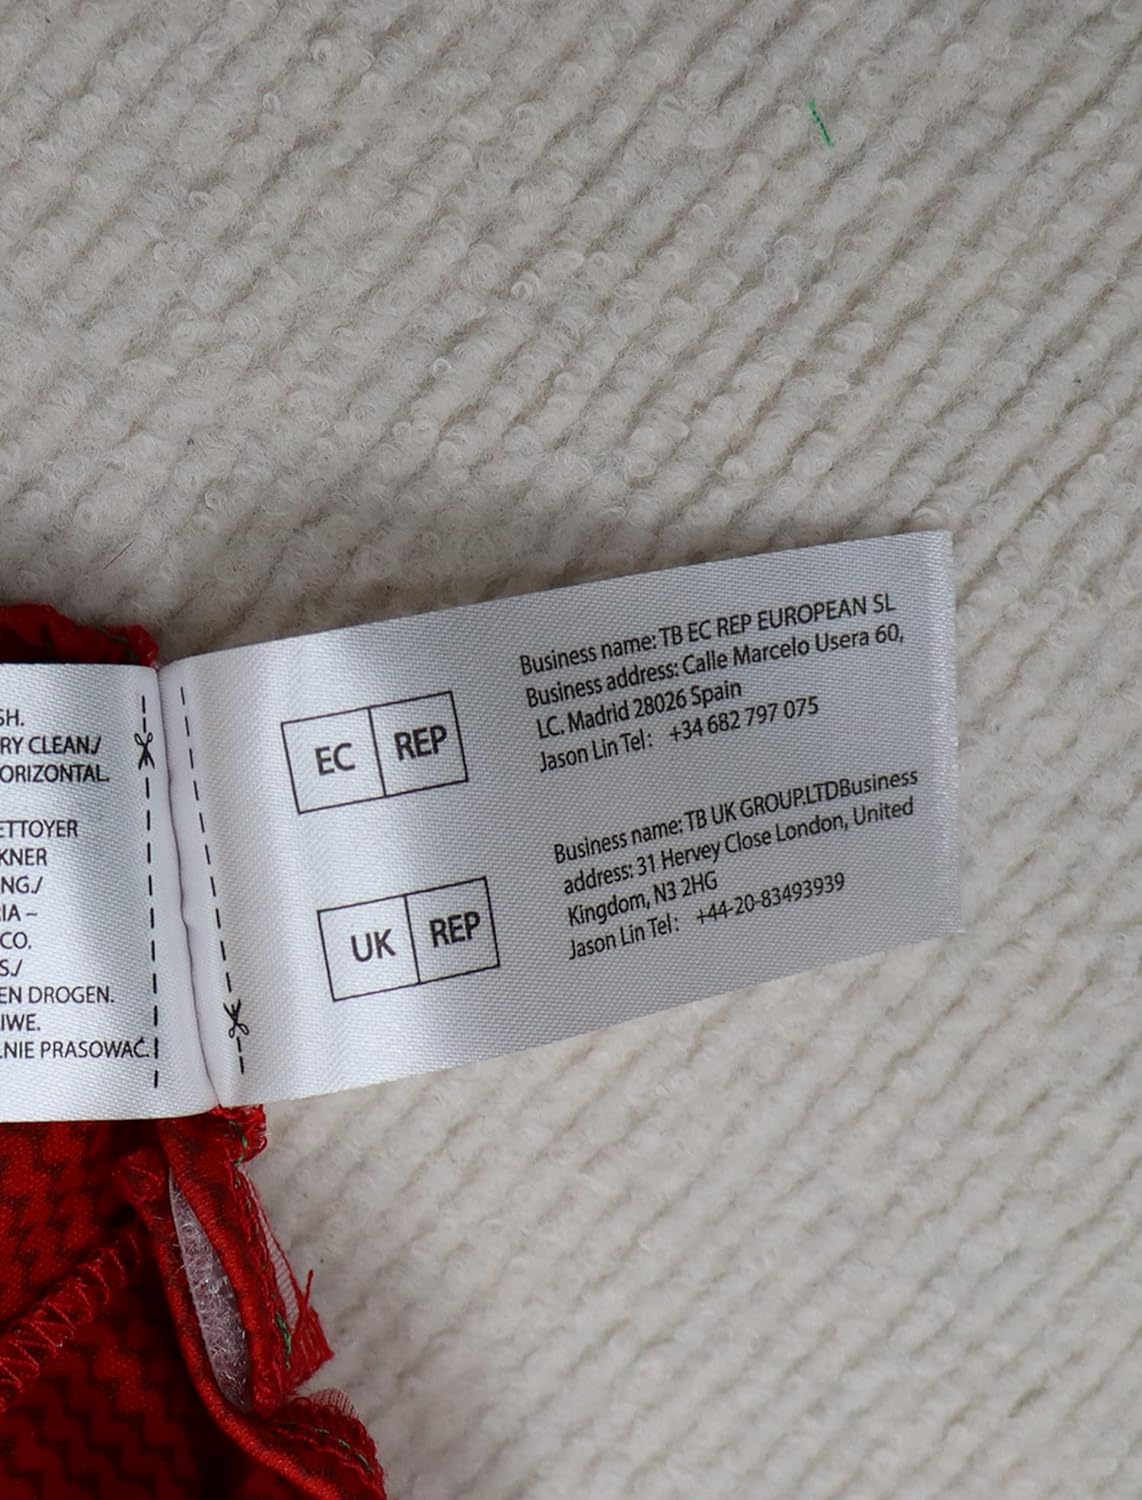 SH.
RY CLEAN./
ORIZONTAL.
ETTOYER
KNER
NG./
IA –
CO.
S./
EN DROGEN.
IWE.
NIE PRASOWAĆ.
EC REP
Business name: TB EC REP EUROPEAN SL
Business address: Calle Marcelo Usera 60,
LC. Madrid 28026 Spain
Jason Lin Tel: +34 682 797 075
UK REP
Business name: TB UK GROUP.LTDBusiness
address: 31 Hervey Close London, United
Kingdom, N3 2HG
Jason Lin Tel: +44-20-83493939